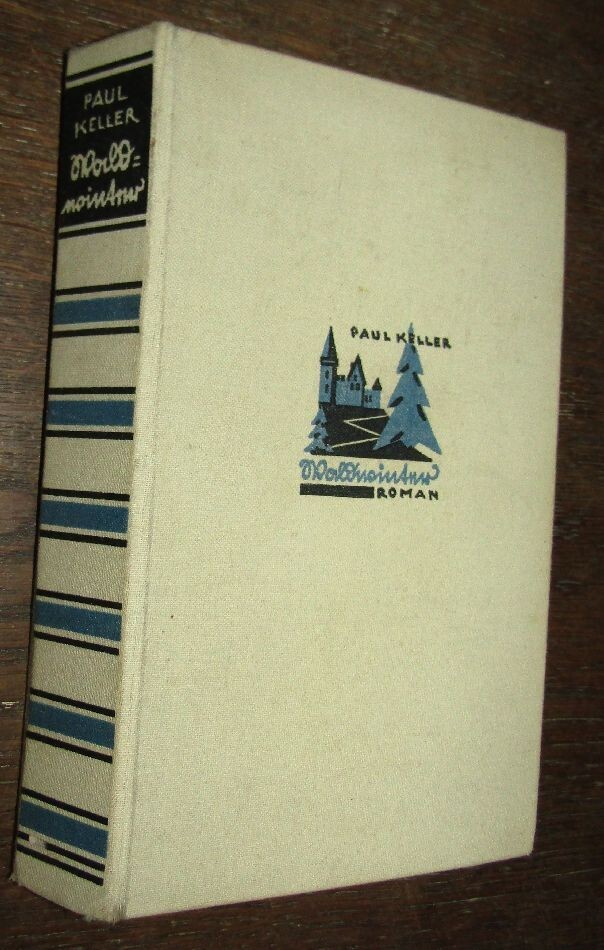 PAUL
KELLER
Wald=
winter
PAUL KELLER
Waldwinter
ROMAN